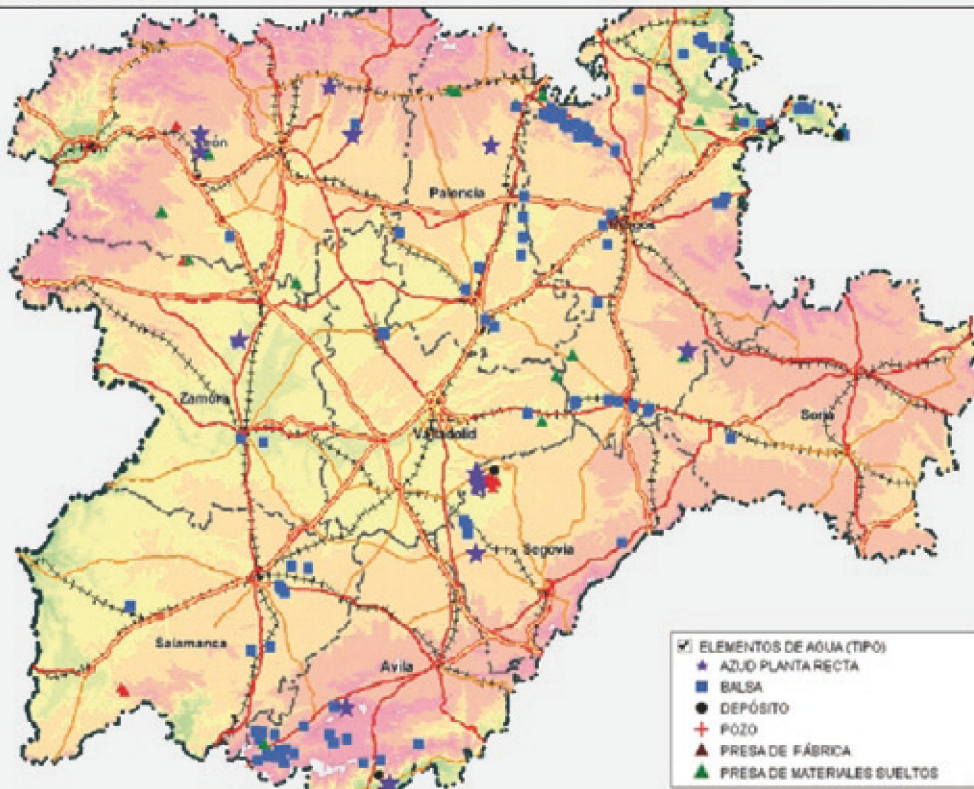 León
Palencia
Burgos
Zamora
Valladolid
Soria
Segovia
Salamanca
Avila
ELEMENTOS DE AGUA (TIPO)
AZUD PLANTA RECTA
BALSA
DEPÓSITO
POZO
PRESA DE FÁBRICA
PRESA DE MATERIALES SUELTOS